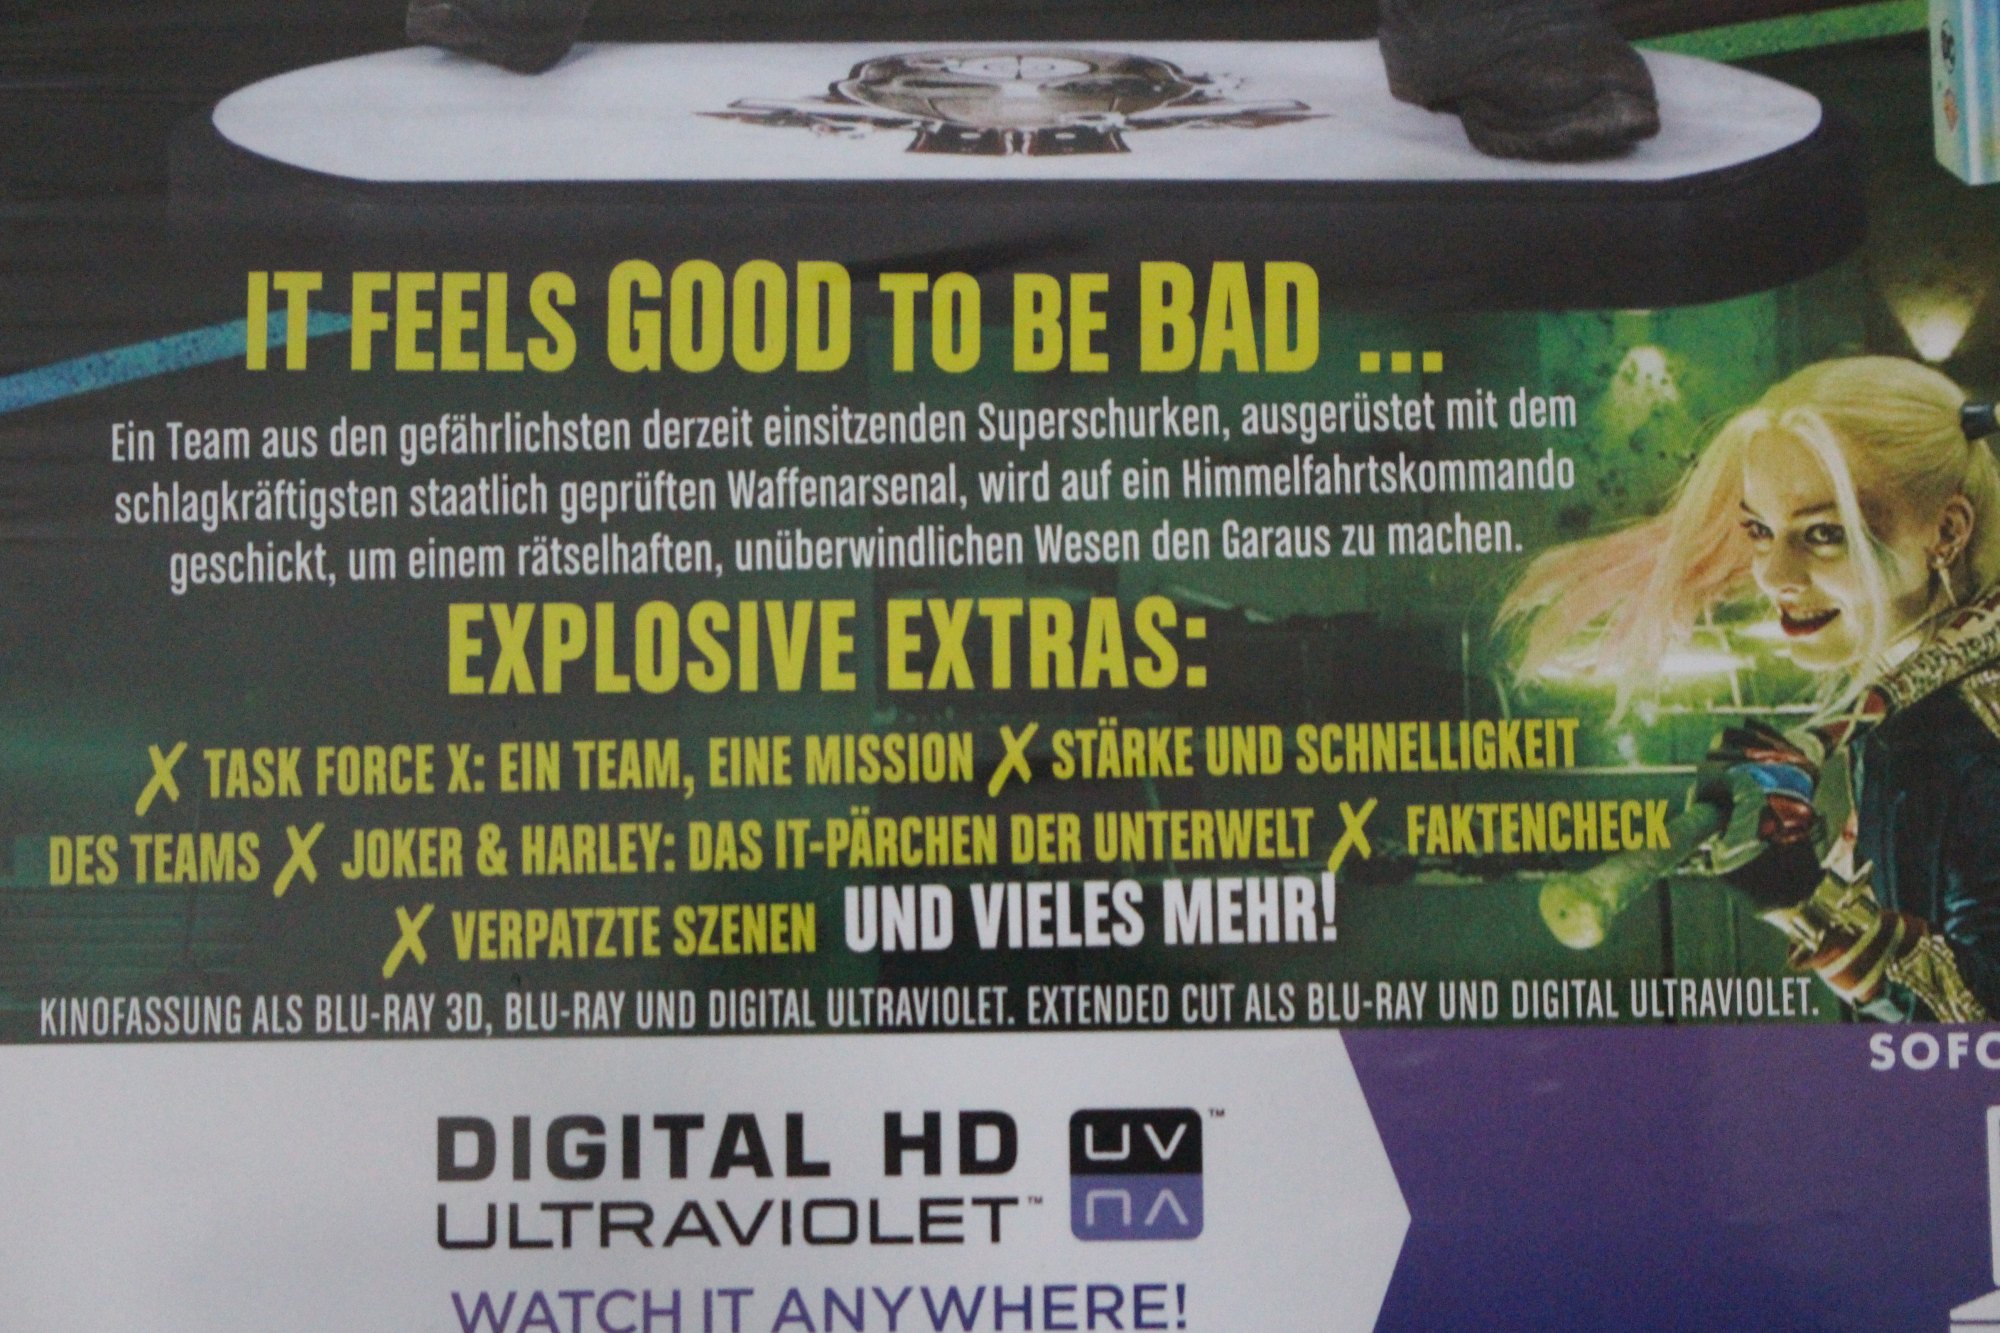 IT FEELS GOOD TO BE BAD ...
Ein Team aus den gefährlichsten derzeit einsitzenden Superschurken, ausgerüstet mit dem
schlagkräftigsten staatlich geprüften Waffenarsenal, wird auf ein Himmelfahrtskommando
geschickt, um einem rätselhaften, unüberwindlichen Wesen den Garaus zu machen.
EXPLOSIVE EXTRAS:
✗ TASK FORCE X: EIN TEAM, EINE MISSION ✗ STÄRKE UND SCHNELLIGKEIT
DES TEAMS ✗ JOKER & HARLEY: DAS IT-PÄRCHEN DER UNTERWELT ✗ FAKTENCHECK
✗ VERPATZTE SZENEN UND VIELES MEHR!
KINOFASSUNG ALS BLU-RAY 3D, BLU-RAY UND DIGITAL ULTRAVIOLET. EXTENDED CUT ALS BLU-RAY UND DIGITAL ULTRAVIOLET.
SOFO
DIGITAL HD
ULTRAVIOLET™
UV™
WATCH IT ANYWHERE!